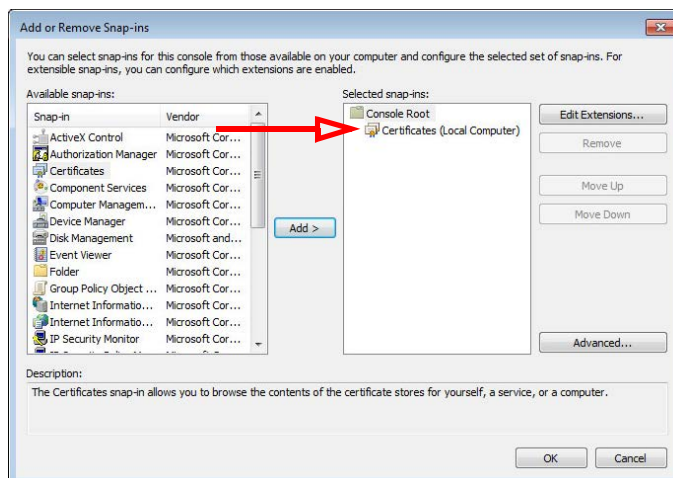 Add or Remove Snap-ins
You can select snap-ins for this console from those available on your computer and configure the selected set of snap-ins. For
extensible snap-ins, you can configure which extensions are enabled.
Available snap-ins:
Snap-in Vendor
ActiveX Control Microsoft Cor...
Authorization Manager Microsoft Cor...
Certificates Microsoft Cor...
Component Services Microsoft Cor...
Computer Managem... Microsoft Cor...
Device Manager Microsoft Cor...
Disk Management Microsoft and...
Event Viewer Microsoft Cor...
Folder Microsoft Cor...
Group Policy Object ... Microsoft Cor...
Internet Informatio... Microsoft Cor...
Internet Informatio... Microsoft Cor...
IP Security Monitor Microsoft Cor...
Add >
Selected snap-ins:
Console Root
Certificates (Local Computer)
Edit Extensions...
Remove
Move Up
Move Down
Advanced...
Description:
The Certificates snap-in allows you to browse the contents of the certificate stores for yourself, a service, or a computer.
OK
Cancel